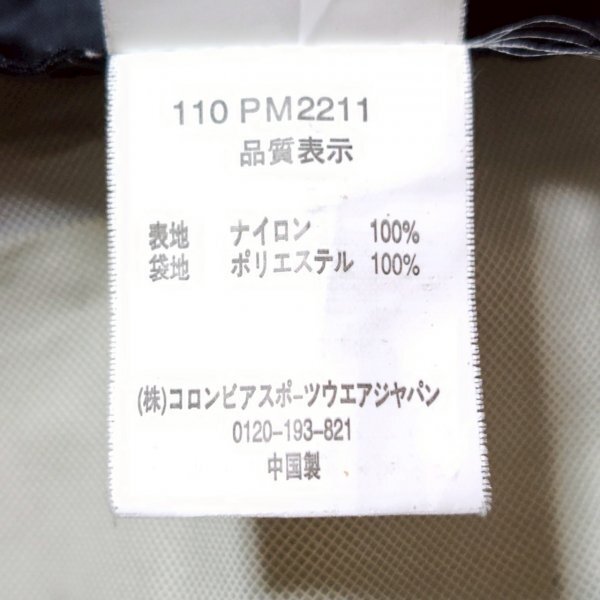 110 PM2211
品質表示
表地 ナイロン 100%
袋地 ポリエステル 100%
(株)コロンビアスポーツウエアジャパン
0120-193-821
中国製